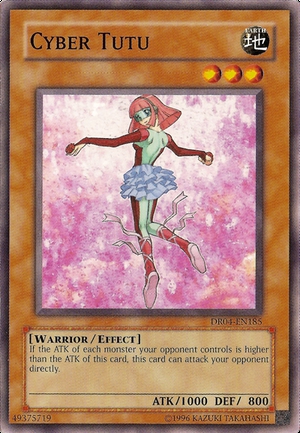 CYBER TUTU
EARTH
地
DR04-EN185
[WARRIOR/EFFECT]
If the ATK of each monster your opponent controls is higher
than the ATK of this card, this card can attack your opponent
directly.
ATK/1000 DEF/ 800
49375719
©1996 KAZUKI TAKAHASHI